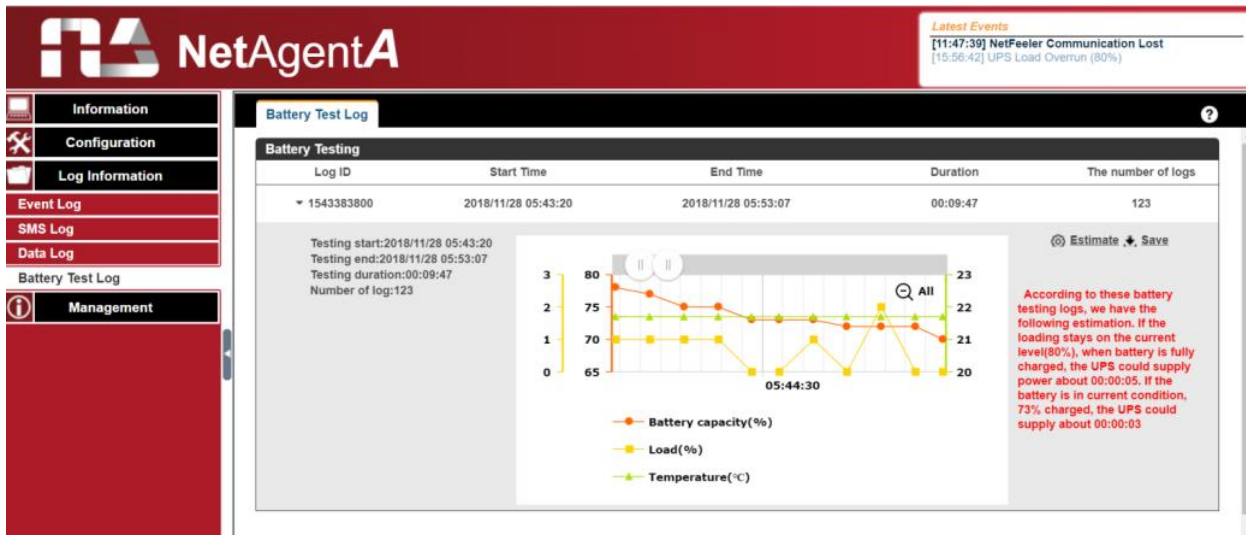 NetAgentA
Latest Events
[11:47:39] NetFeeler Communication Lost
[15:56:42] UPS Load Overrun (80%)
Information
Configuration
Log Information
Event Log
SMS Log
Data Log
Battery Test Log
Management
Battery Test Log
?
Battery Testing
Log ID Start Time End Time Duration The number of logs
1543383800 2018/11/28 05:43:20 2018/11/28 05:53:07 00:09:47 123
Testing start:2018/11/28 05:43:20
Testing end:2018/11/28 05:53:07
Testing duration:00:09:47
Number of log:123
3 80 23
All
2 75 22
1 70 21
0 65 20
05:44:30
Battery capacity(%)
Load(%)
Temperature(℃)
Estimate Save
According to these battery
testing logs, we have the
following estimation. If the
loading stays on the current
level(80%), when battery is fully
charged, the UPS could supply
power about 00:00:05. If the
battery is in current condition,
73% charged, the UPS could
supply about 00:00:03